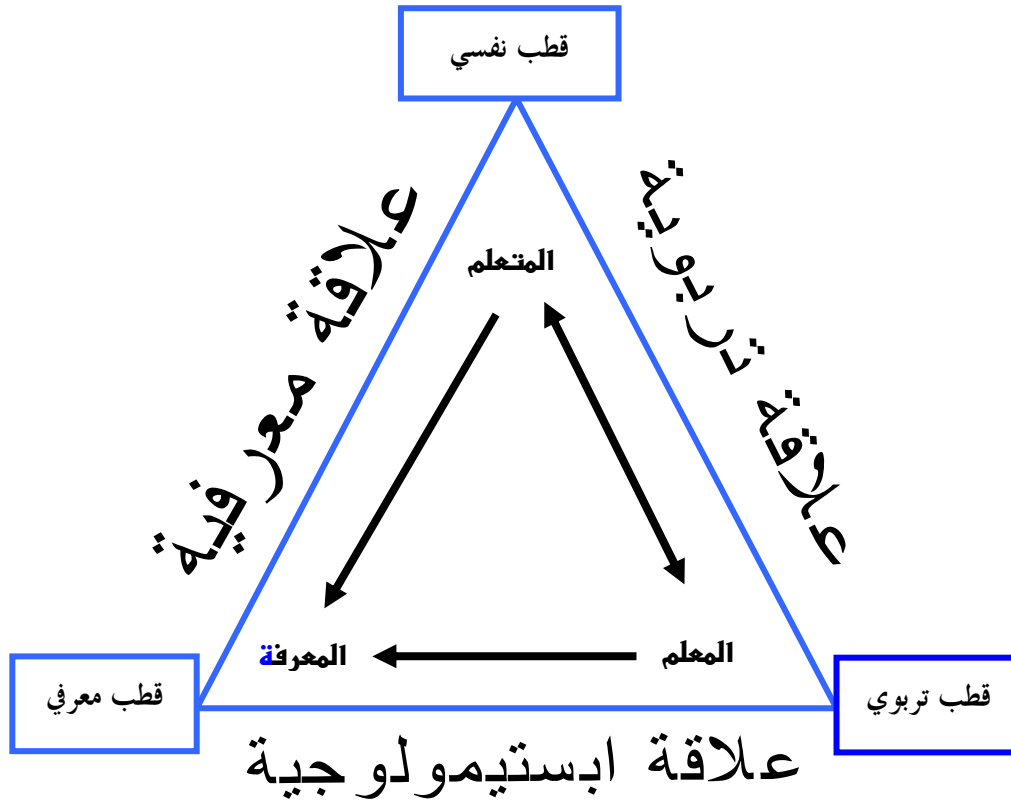 قطب نفسي
علاقة تربوية
علاقة معرفية
المتعلم
المعلم
المعرفة
قطب تربوي
قطب معرفي
علاقة ابستيمولوجية